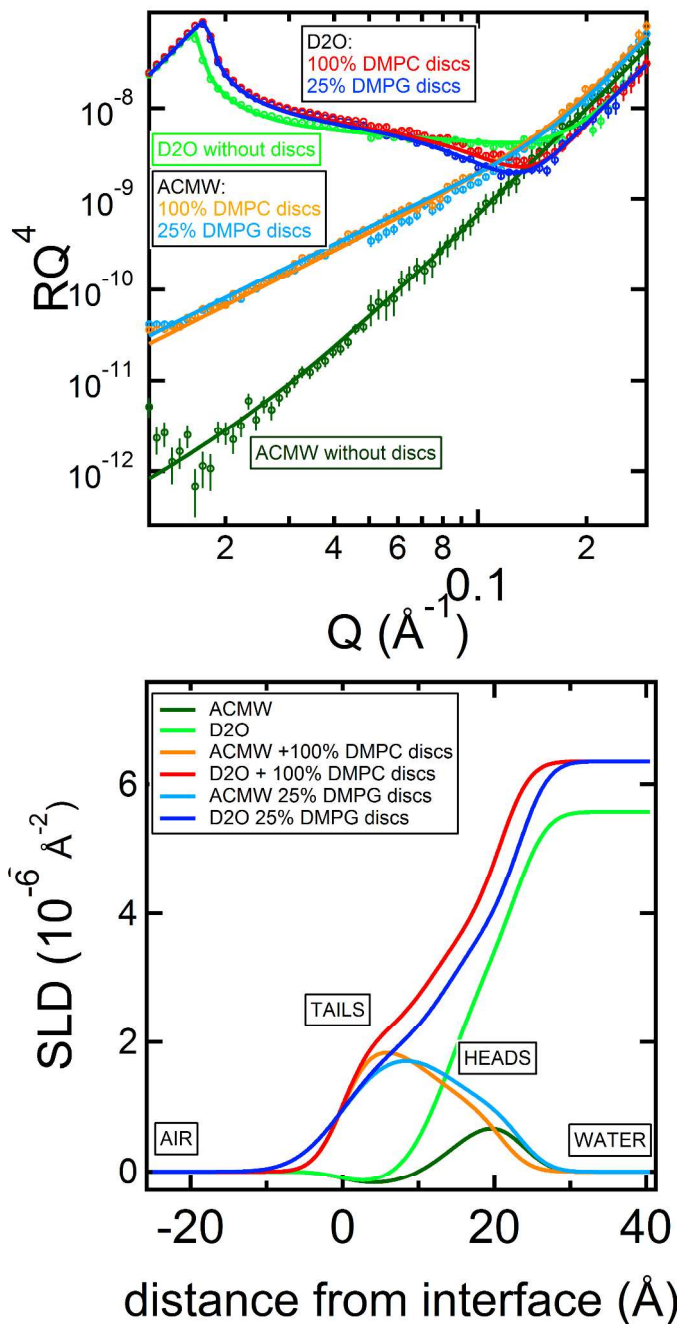 D2O:
100% DMPC discs
25% DMPG discs
D2O without discs
ACMW:
100% DMPC discs
25% DMPG discs
ACMW without discs
10-8
10-9
10-10
10-11
10-12
RQ4
2
4
6
8
0.1
2
Q (Å-1)
ACMW
D2O
ACMW +100% DMPC discs
D2O + 100% DMPC discs
ACMW 25% DMPG discs
D2O 25% DMPG discs
TAILS
HEADS
AIR
WATER
6
4
2
0
SLD (10-6 Å-2)
-20
0
20
40
distance from interface (Å)